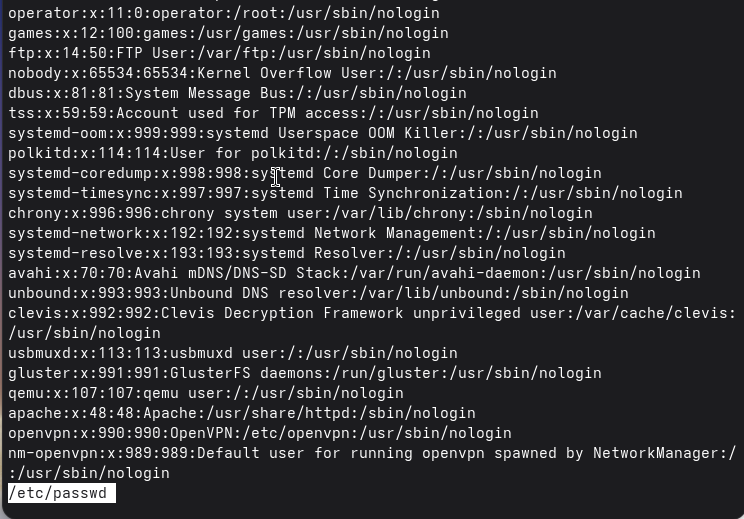 operator:x:11:0:operator:/root:/usr/sbin/nologin
games:x:12:100:games:/usr/games:/usr/sbin/nologin
ftp:x:14:50:FTP User:/var/ftp:/usr/sbin/nologin
nobody:x:65534:65534:Kernel Overflow User:/:/usr/sbin/nologin
dbus:x:81:81:System Message Bus:/:/usr/sbin/nologin
tss:x:59:59:Account used for TPM access:/:/usr/sbin/nologin
systemd-oom:x:999:999:systemd Userspace OOM Killer:/:/usr/sbin/nologin
polkitd:x:114:114:User for polkitd:/:/sbin/nologin
systemd-coredump:x:998:998:systemd Core Dumper:/:/usr/sbin/nologin
systemd-timesync:x:997:997:systemd Time Synchronization:/:/usr/sbin/nologin
chrony:x:996:996:chrony system user:/var/lib/chrony:/sbin/nologin
systemd-network:x:192:192:systemd Network Management:/:/usr/sbin/nologin
systemd-resolve:x:193:193:systemd Resolver:/:/usr/sbin/nologin
avahi:x:70:70:Avahi mDNS/DNS-SD Stack:/var/run/avahi-daemon:/usr/sbin/nologin
unbound:x:993:993:Unbound DNS resolver:/var/lib/unbound:/sbin/nologin
clevis:x:992:992:Clevis Decryption Framework unprivileged user:/var/cache/clevis:
/usr/sbin/nologin
usbmuxd:x:113:113:usbmuxd user:/:/usr/sbin/nologin
gluster:x:991:991:GlusterFS daemons:/run/gluster:/usr/sbin/nologin
qemu:x:107:107:qemu user:/:/usr/sbin/nologin
apache:x:48:48:Apache:/usr/share/httpd:/sbin/nologin
openvpn:x:990:990:OpenVPN:/etc/openvpn:/usr/sbin/nologin
nm-openvpn:x:989:989:Default user for running openvpn spawned by NetworkManager:/
:/usr/sbin/nologin
/etc/passwd